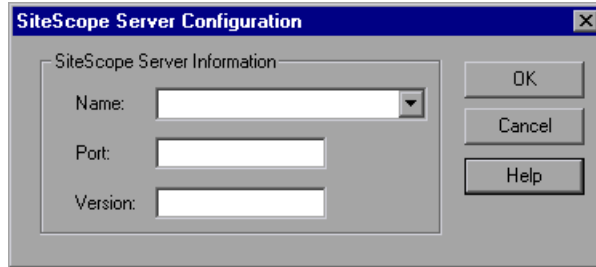 SiteScope Server Configuration
SiteScope Server Information
Name:
Port:
Version:
OK
Cancel
Help